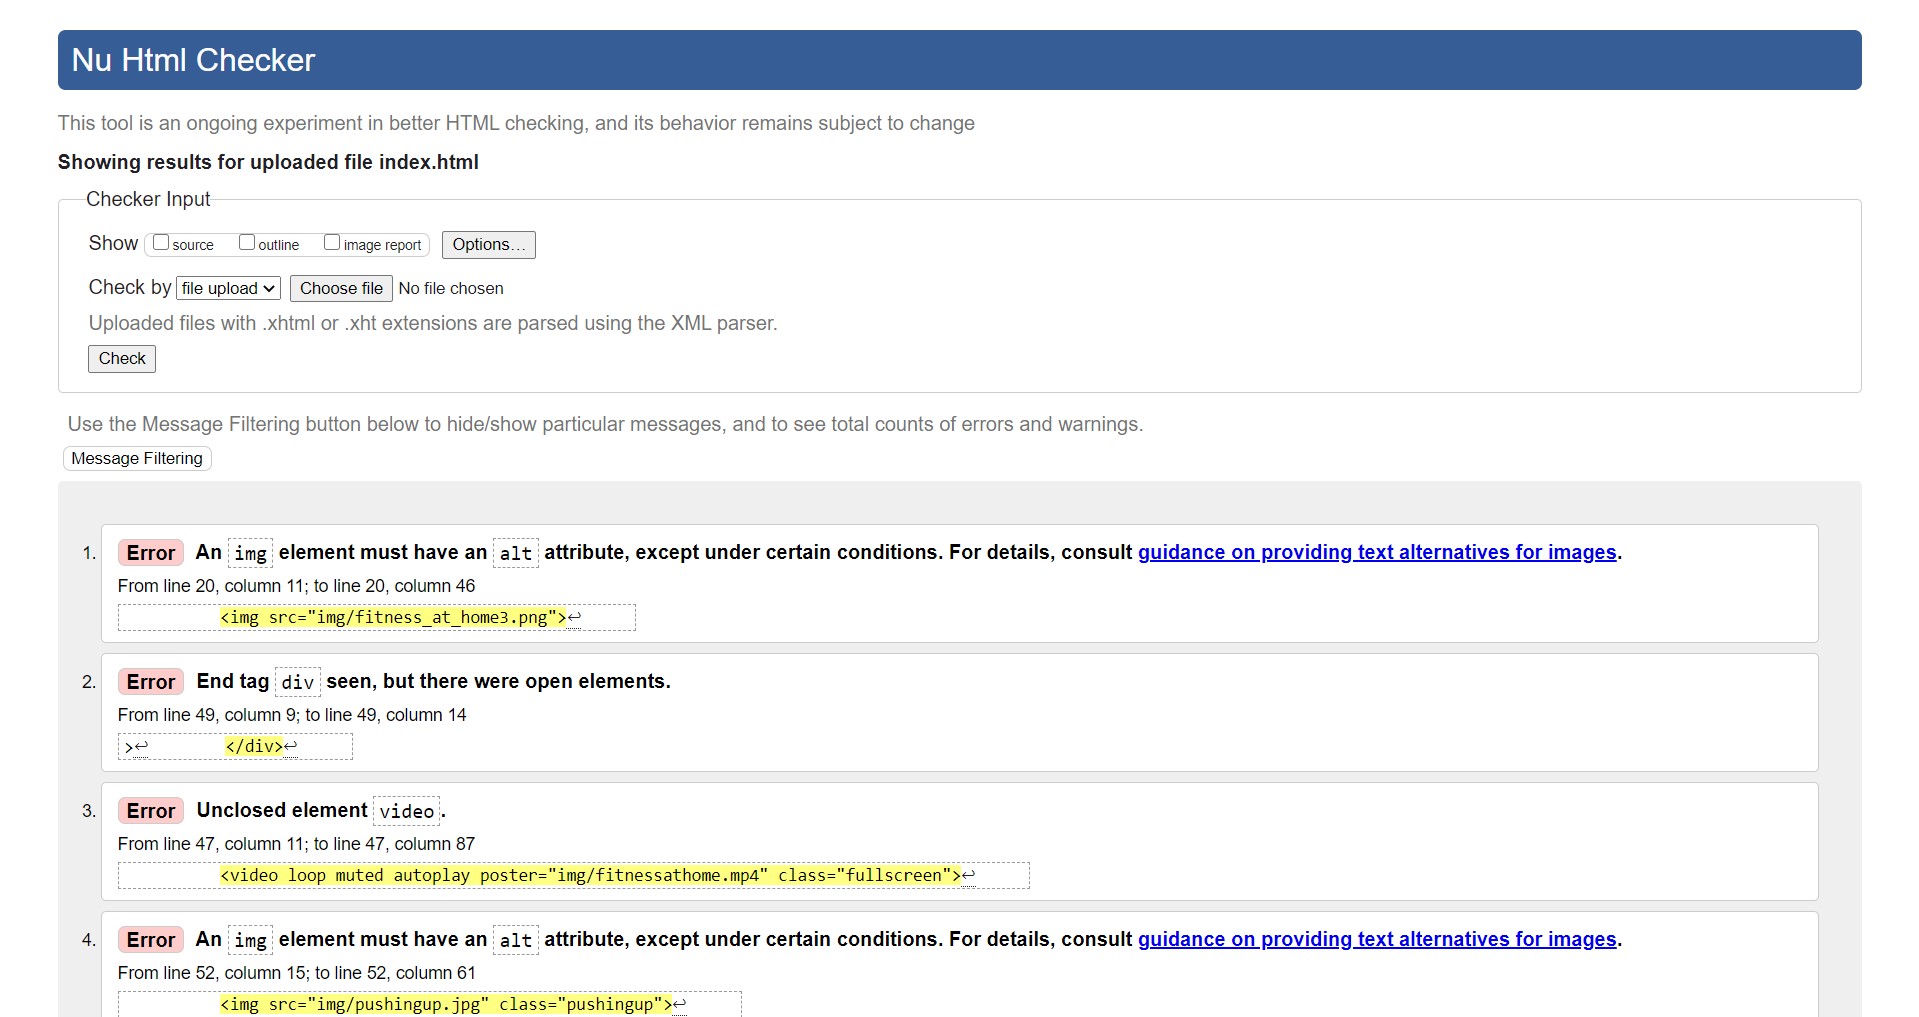 Nu Html Checker
This tool is an ongoing experiment in better HTML checking, and its behavior remains subject to change
Showing results for uploaded file index.html
Checker Input
Show source outline image report Options...
Check by file upload Choose file No file chosen
Uploaded files with .xhtml or .xht extensions are parsed using the XML parser.
Check
Use the Message Filtering button below to hide/show particular messages, and to see total counts of errors and warnings.
Message Filtering
1. Error An img element must have an alt attribute, except under certain conditions. For details, consult guidance on providing text alternatives for images.
From line 20, column 11; to line 20, column 46
<img src="img/fitness_at_home3.png">↩
2. Error End tag div seen, but there were open elements.
From line 49, column 9; to line 49, column 14
>↩ </div>↩
3. Error Unclosed element video.
From line 47, column 11; to line 47, column 87
<video loop muted autoplay poster="img/fitnessathome.mp4" class="fullscreen">↩
4. Error An img element must have an alt attribute, except under certain conditions. For details, consult guidance on providing text alternatives for images.
From line 52, column 15; to line 52, column 61
<img src="img/pushingup.jpg" class="pushingup">↩